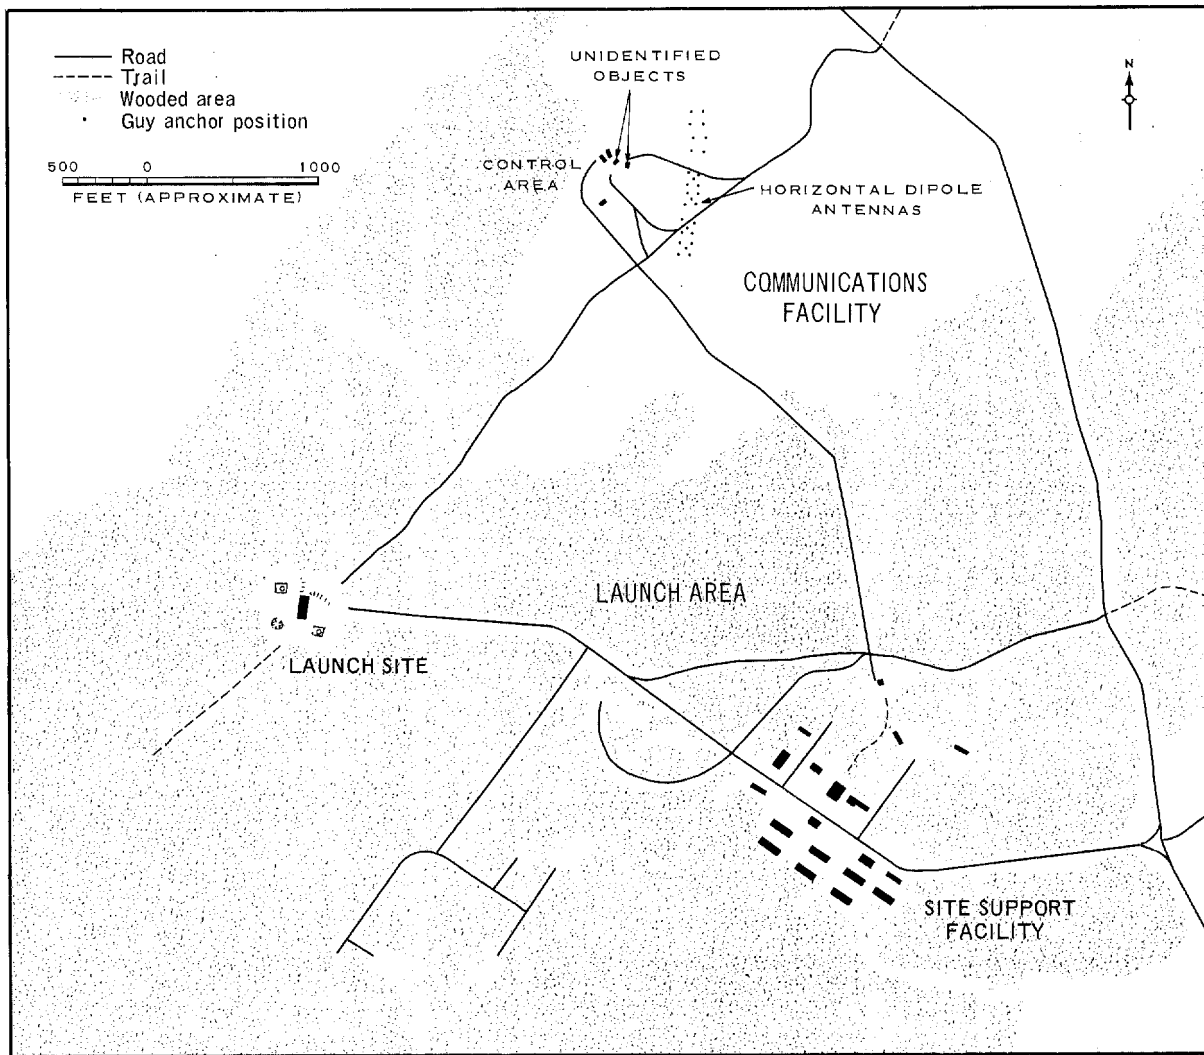 Road
Trail
Wooded area
Guy anchor position
500 0 1000
FEET (APPROXIMATE)
UNIDENTIFIED
OBJECTS
N
CONTROL
AREA
HORIZONTAL DIPOLE
ANTENNAS
COMMUNICATIONS
FACILITY
LAUNCH AREA
LAUNCH SITE
SITE SUPPORT
FACILITY